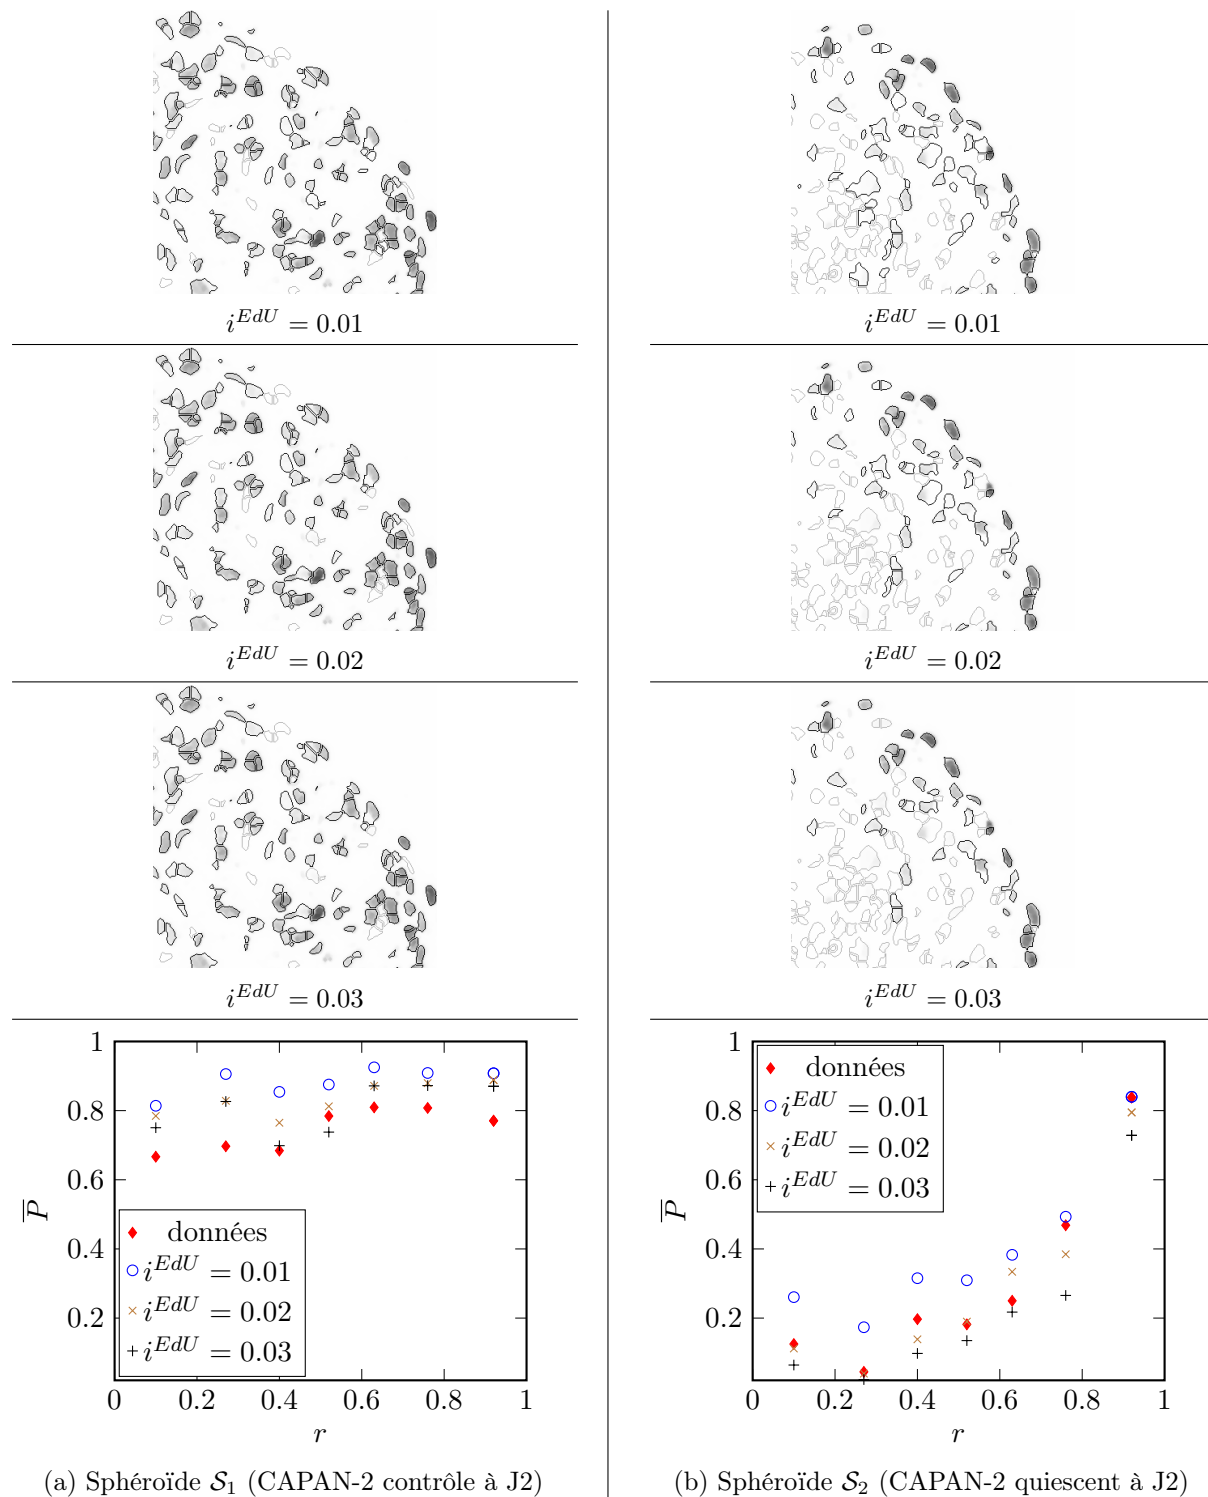 i^{EdU} = 0.01
i^{EdU} = 0.02
i^{EdU} = 0.03
1
0.8
0.6
0.4
0.2
P̅
données
i^{EdU} = 0.01
i^{EdU} = 0.02
i^{EdU} = 0.03
0 0.2 0.4 0.6 0.8 1
r
(a) Sphéroïde 𝒮₁ (CAPAN-2 contrôle à J2)
i^{EdU} = 0.01
i^{EdU} = 0.02
i^{EdU} = 0.03
1
0.8
0.6
0.4
0.2
P̅
données
i^{EdU} = 0.01
i^{EdU} = 0.02
i^{EdU} = 0.03
0 0.2 0.4 0.6 0.8 1
r
(b) Sphéroïde 𝒮₂ (CAPAN-2 quiescent à J2)